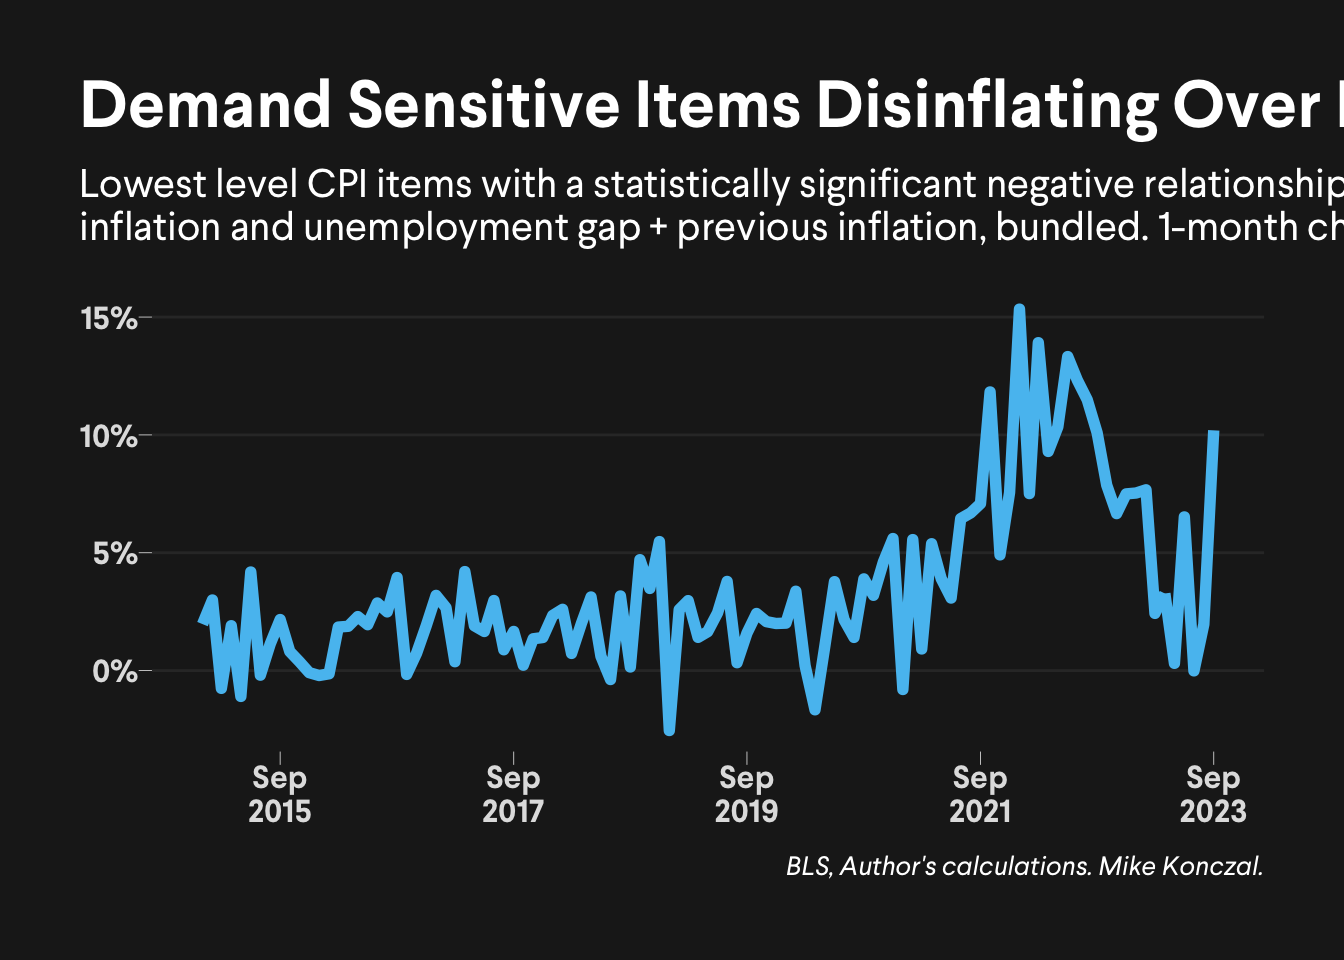 Demand Sensitive Items Disinflating Over
Lowest level CPI items with a statistically significant negative relationship
inflation and unemployment gap + previous inflation, bundled. 1-month
15%
10%
5%
0%
Sep
2015
Sep
2017
Sep
2019
Sep
2021
Sep
2023
BLS, Author's calculations. Mike Konczal.